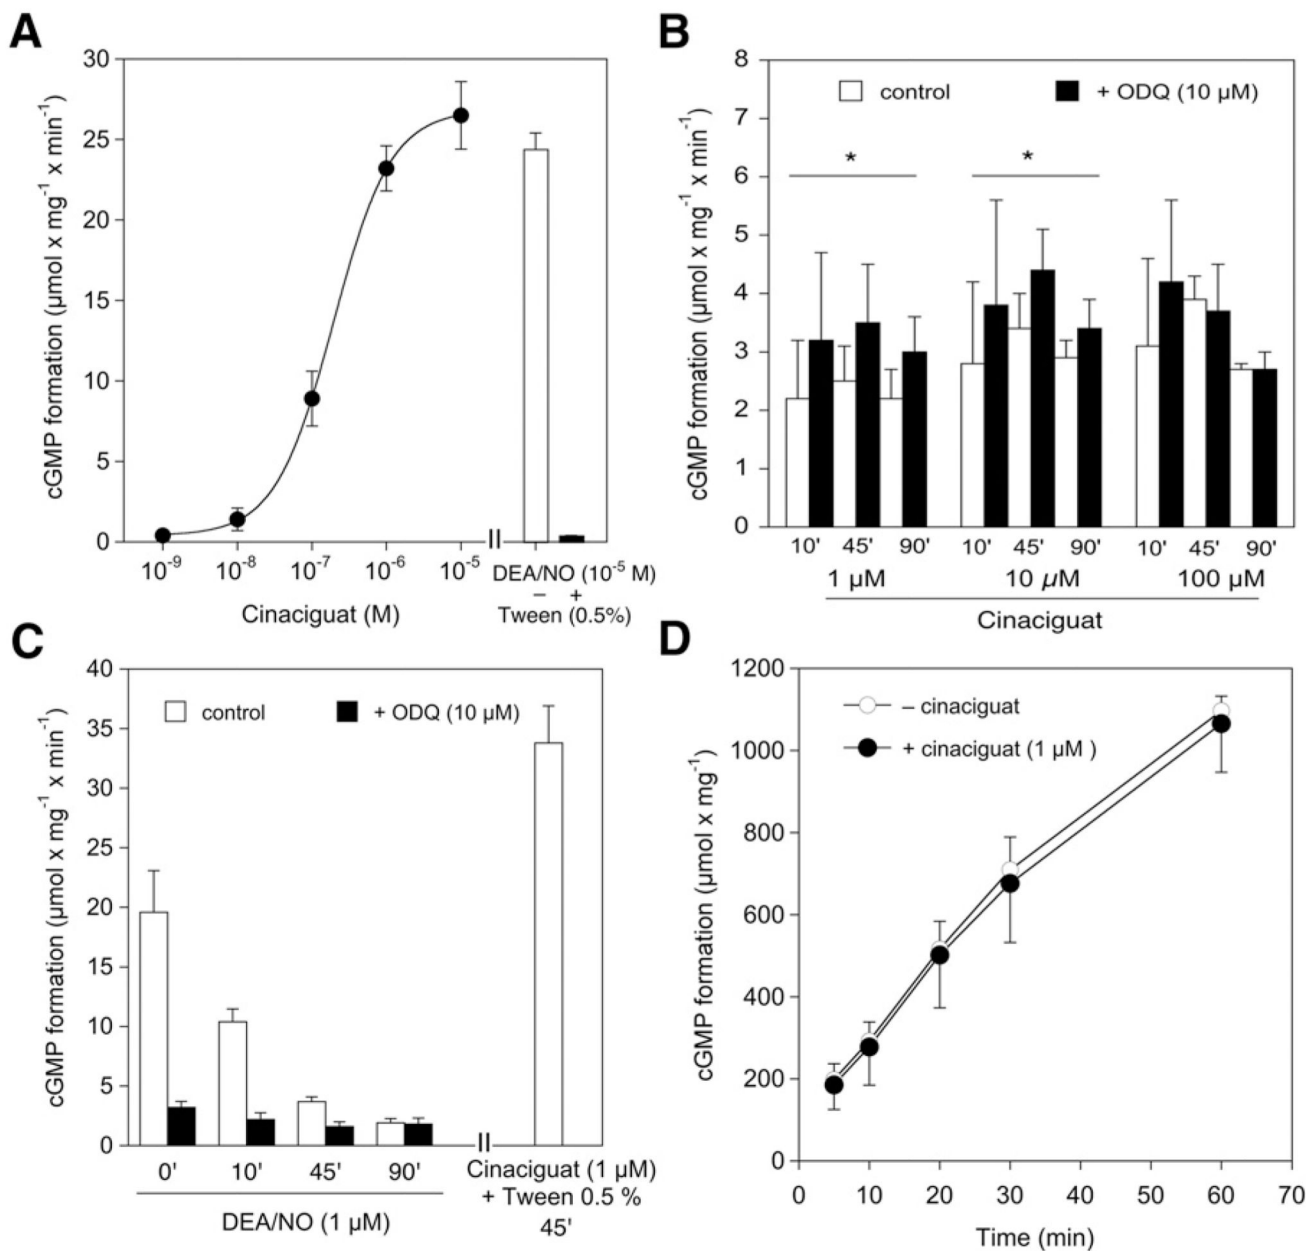 A
cGMP formation (µmol x mg-1 x min-1)
30
25
20
15
10
5
0
10-9
10-8
10-7
10-6
10-5
Cinaciguat (M)
DEA/NO (10-5 M)
– +
Tween (0.5%)
B
cGMP formation (µmol x mg-1 x min-1)
8
7
6
5
4
3
2
1
0
control
+ ODQ (10 µM)
*
*
10' 45' 90' 10' 45' 90' 10' 45' 90'
1 µM 10 µM 100 µM
Cinaciguat
C
cGMP formation (µmol x mg-1 x min-1)
40
35
30
25
20
15
10
5
0
control
+ ODQ (10 µM)
0' 10' 45' 90'
DEA/NO (1 µM)
Cinaciguat (1 µM)
+ Tween 0.5 %
45'
D
cGMP formation (µmol x mg-1)
1200
1000
800
600
400
200
0
– cinaciguat
+ cinaciguat (1 µM )
0 10 20 30 40 50 60 70
Time (min)